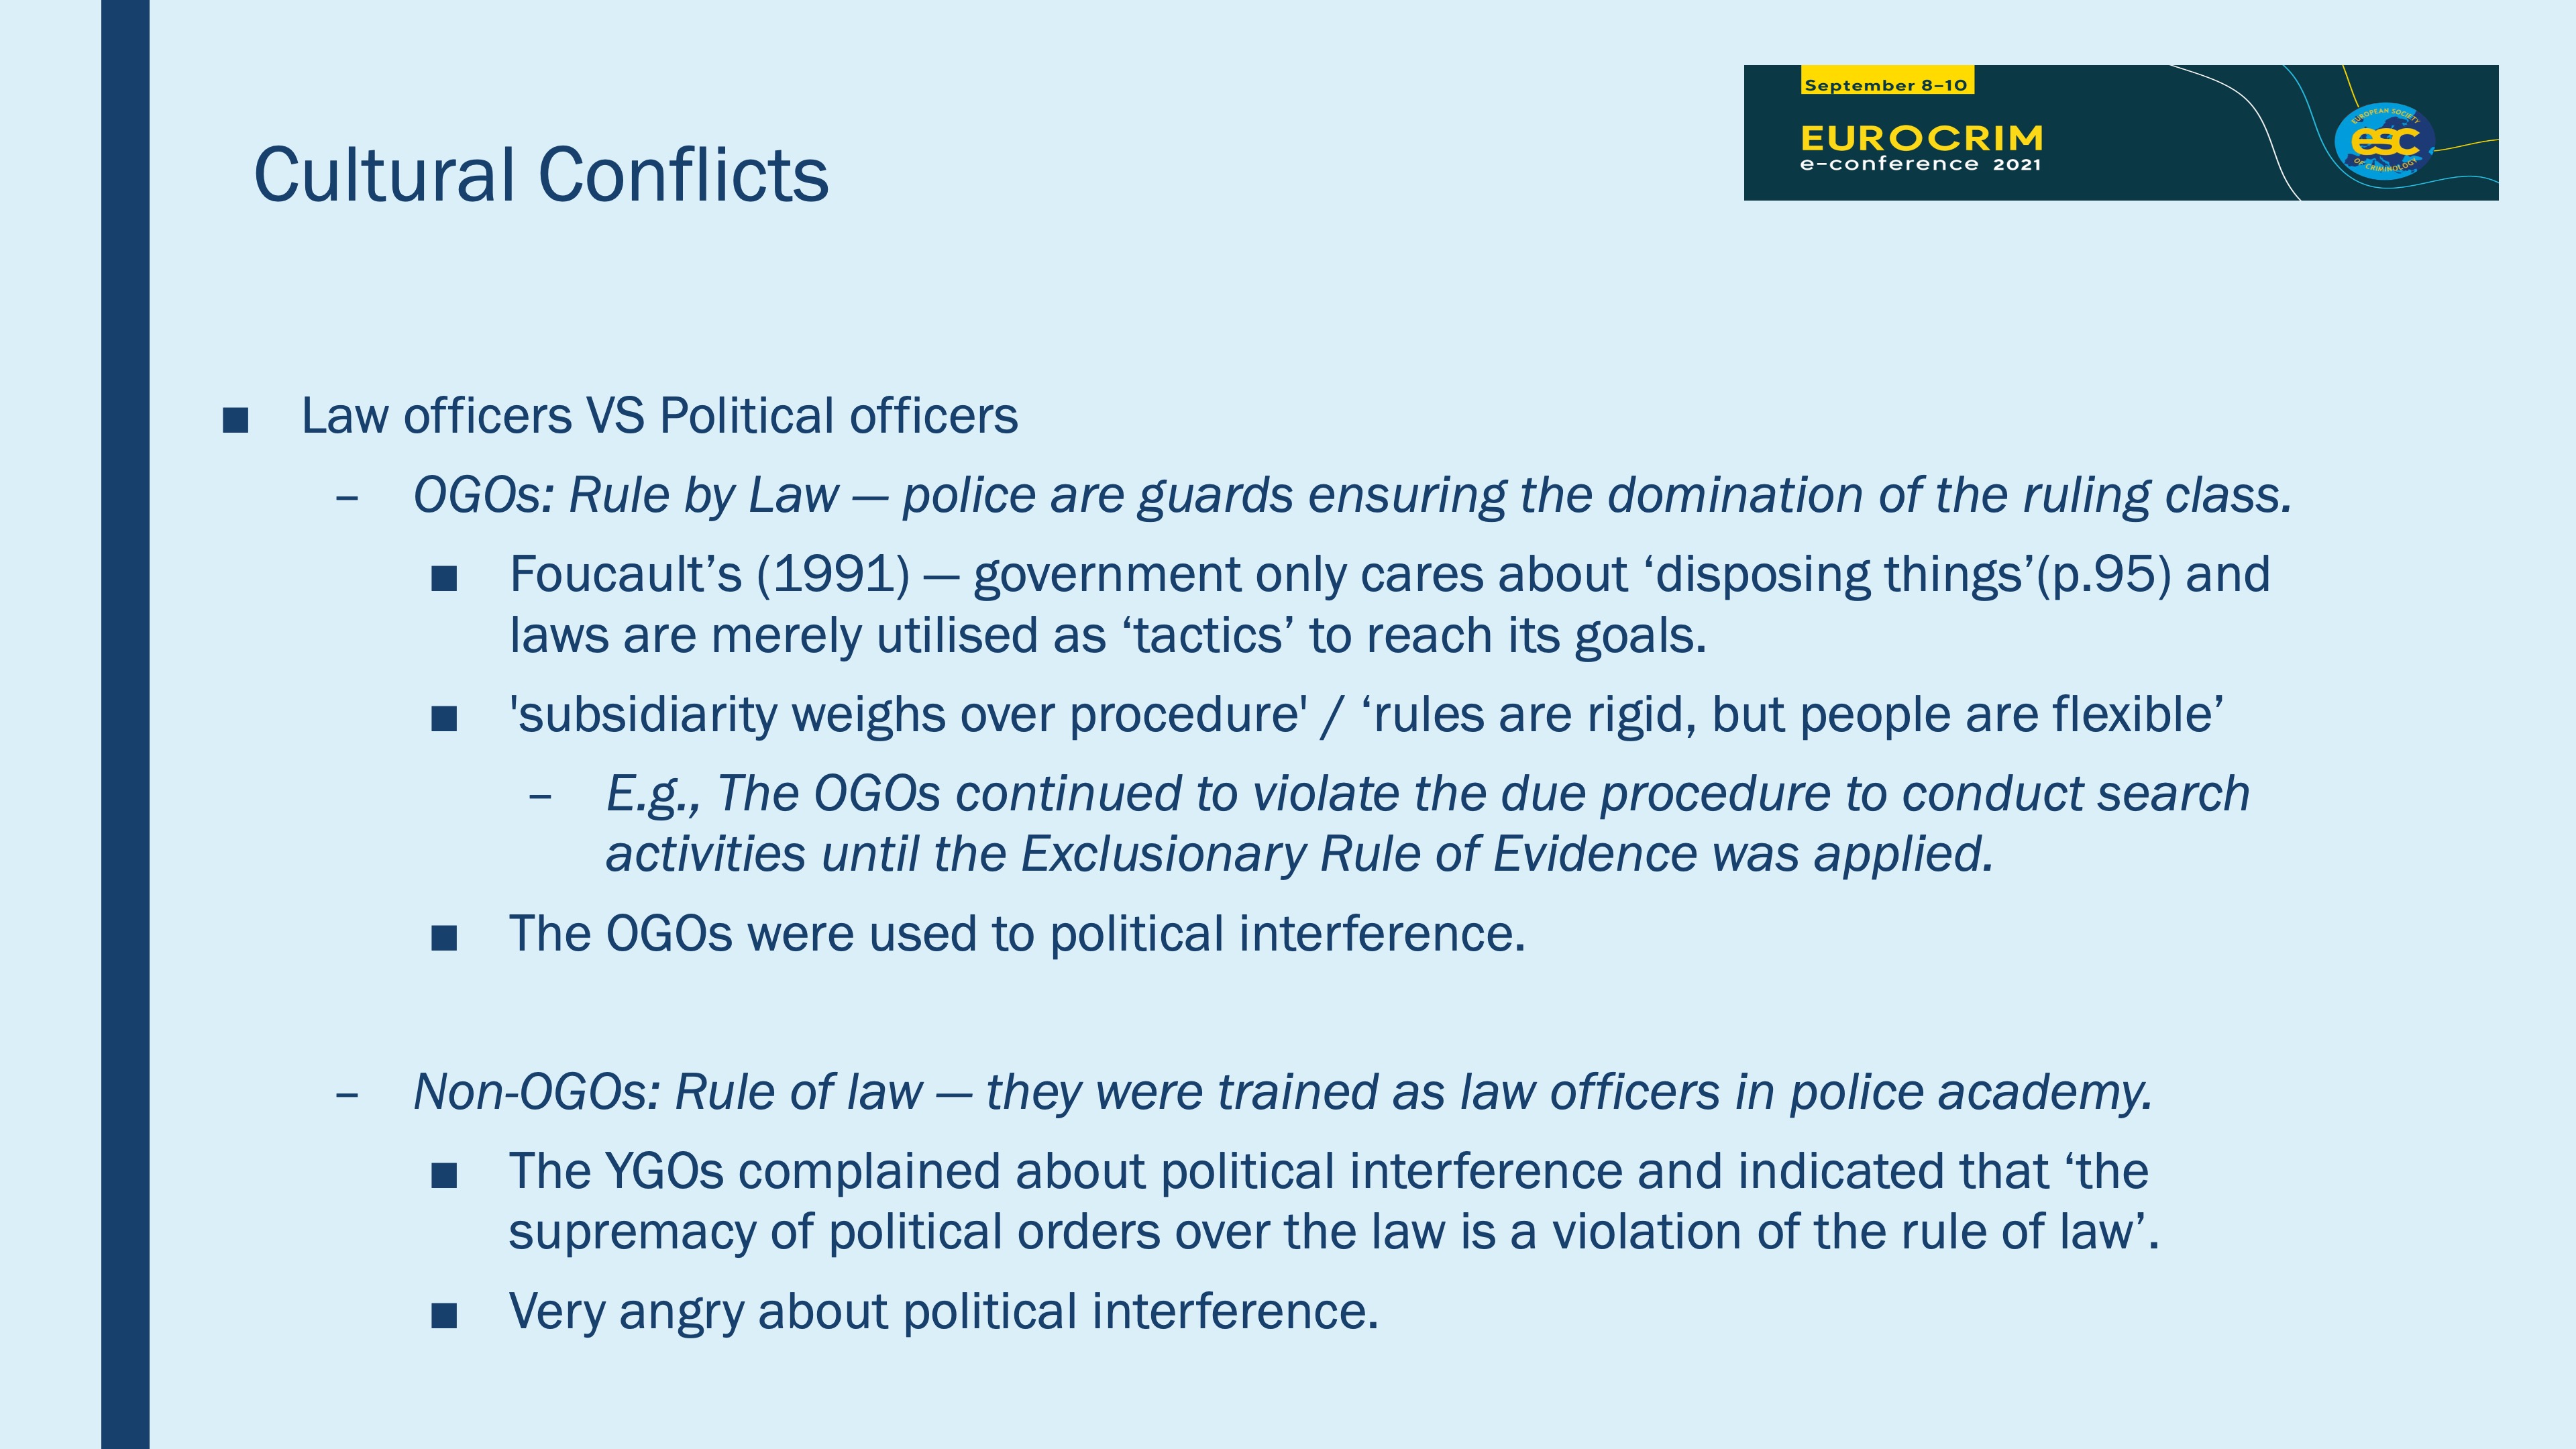 September 8–10
EUROCRIM
e-conference 2021
EUROPEAN SOCIETY
esc
OF CRIMINOLOGY
Cultural Conflicts
■ Law officers VS Political officers
– OGOs: Rule by Law — police are guards ensuring the domination of the ruling class.
■ Foucault’s (1991) — government only cares about ‘disposing things’(p.95) and
laws are merely utilised as ‘tactics’ to reach its goals.
■ 'subsidiarity weighs over procedure' / ‘rules are rigid, but people are flexible’
– E.g., The OGOs continued to violate the due procedure to conduct search
activities until the Exclusionary Rule of Evidence was applied.
■ The OGOs were used to political interference.
– Non-OGOs: Rule of law — they were trained as law officers in police academy.
■ The YGOs complained about political interference and indicated that ‘the
supremacy of political orders over the law is a violation of the rule of law’.
■ Very angry about political interference.